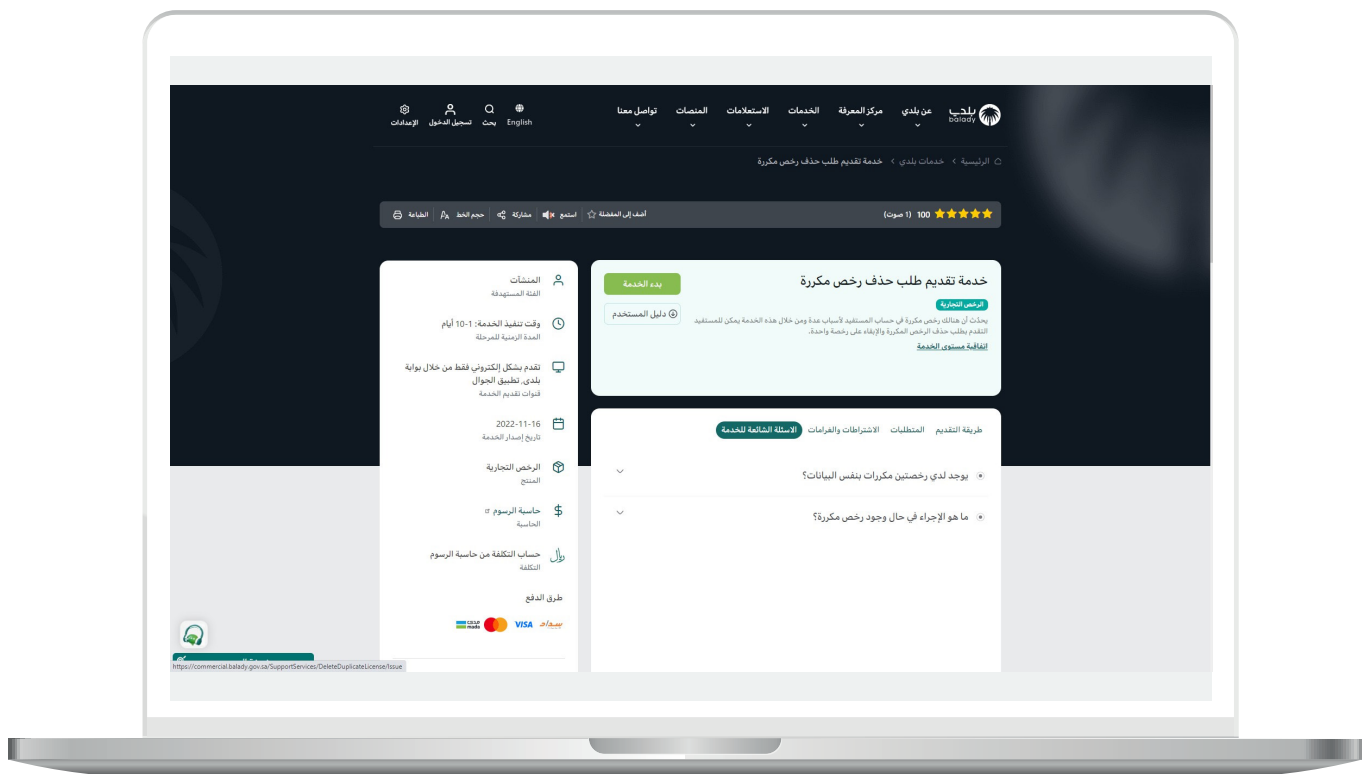 بلدي
balady
عن بلدي
مركز المعرفة
الخدمات
الاستعلامات
المنصات
تواصل معنا
English
بحث
تسجيل الدخول
الإعدادات
الرئيسية > خدمات بلدي > خدمة تقديم طلب حذف رخص مكررة
100 (1 صوت)
أضف إلى المفضلة
استمع
مشاركة
حجم الخط
الطباعة
خدمة تقديم طلب حذف رخص مكررة
بدء الخدمة
الرخص التجارية
دليل المستخدم
يحدث أن هنالك رخص مكررة في حساب المستفيد لأسباب عدة ومن خلال هذه الخدمة يمكن للمستفيد
التقدم بطلب حذف الرخص المكررة والإبقاء على رخصة واحدة.
اتفاقية مستوى الخدمة
طريقة التقديم
المتطلبات
الاشتراطات والغرامات
الاسئلة الشائعة للخدمة
يوجد لدي رخصتين مكررات بنفس البيانات؟
ما هو الإجراء في حال وجود رخص مكررة؟
المنشآت
الفئة المستهدفة
وقت تنفيذ الخدمة: 1-10 أيام
المدة الزمنية للمرحلة
تقدم بشكل إلكتروني فقط من خلال بوابة
بلدي, تطبيق الجوال
قنوات تقديم الخدمة
2022-11-16
تاريخ إصدار الخدمة
الرخص التجارية
المنتج
حاسبة الرسوم
الحاسبة
حساب التكلفة من حاسبة الرسوم
التكلفة
طرق الدفع
سداد
VISA
مدى
mada
https://commercial.balady.gov.sa/SupportServices/DeleteDuplicateLicense/Issue